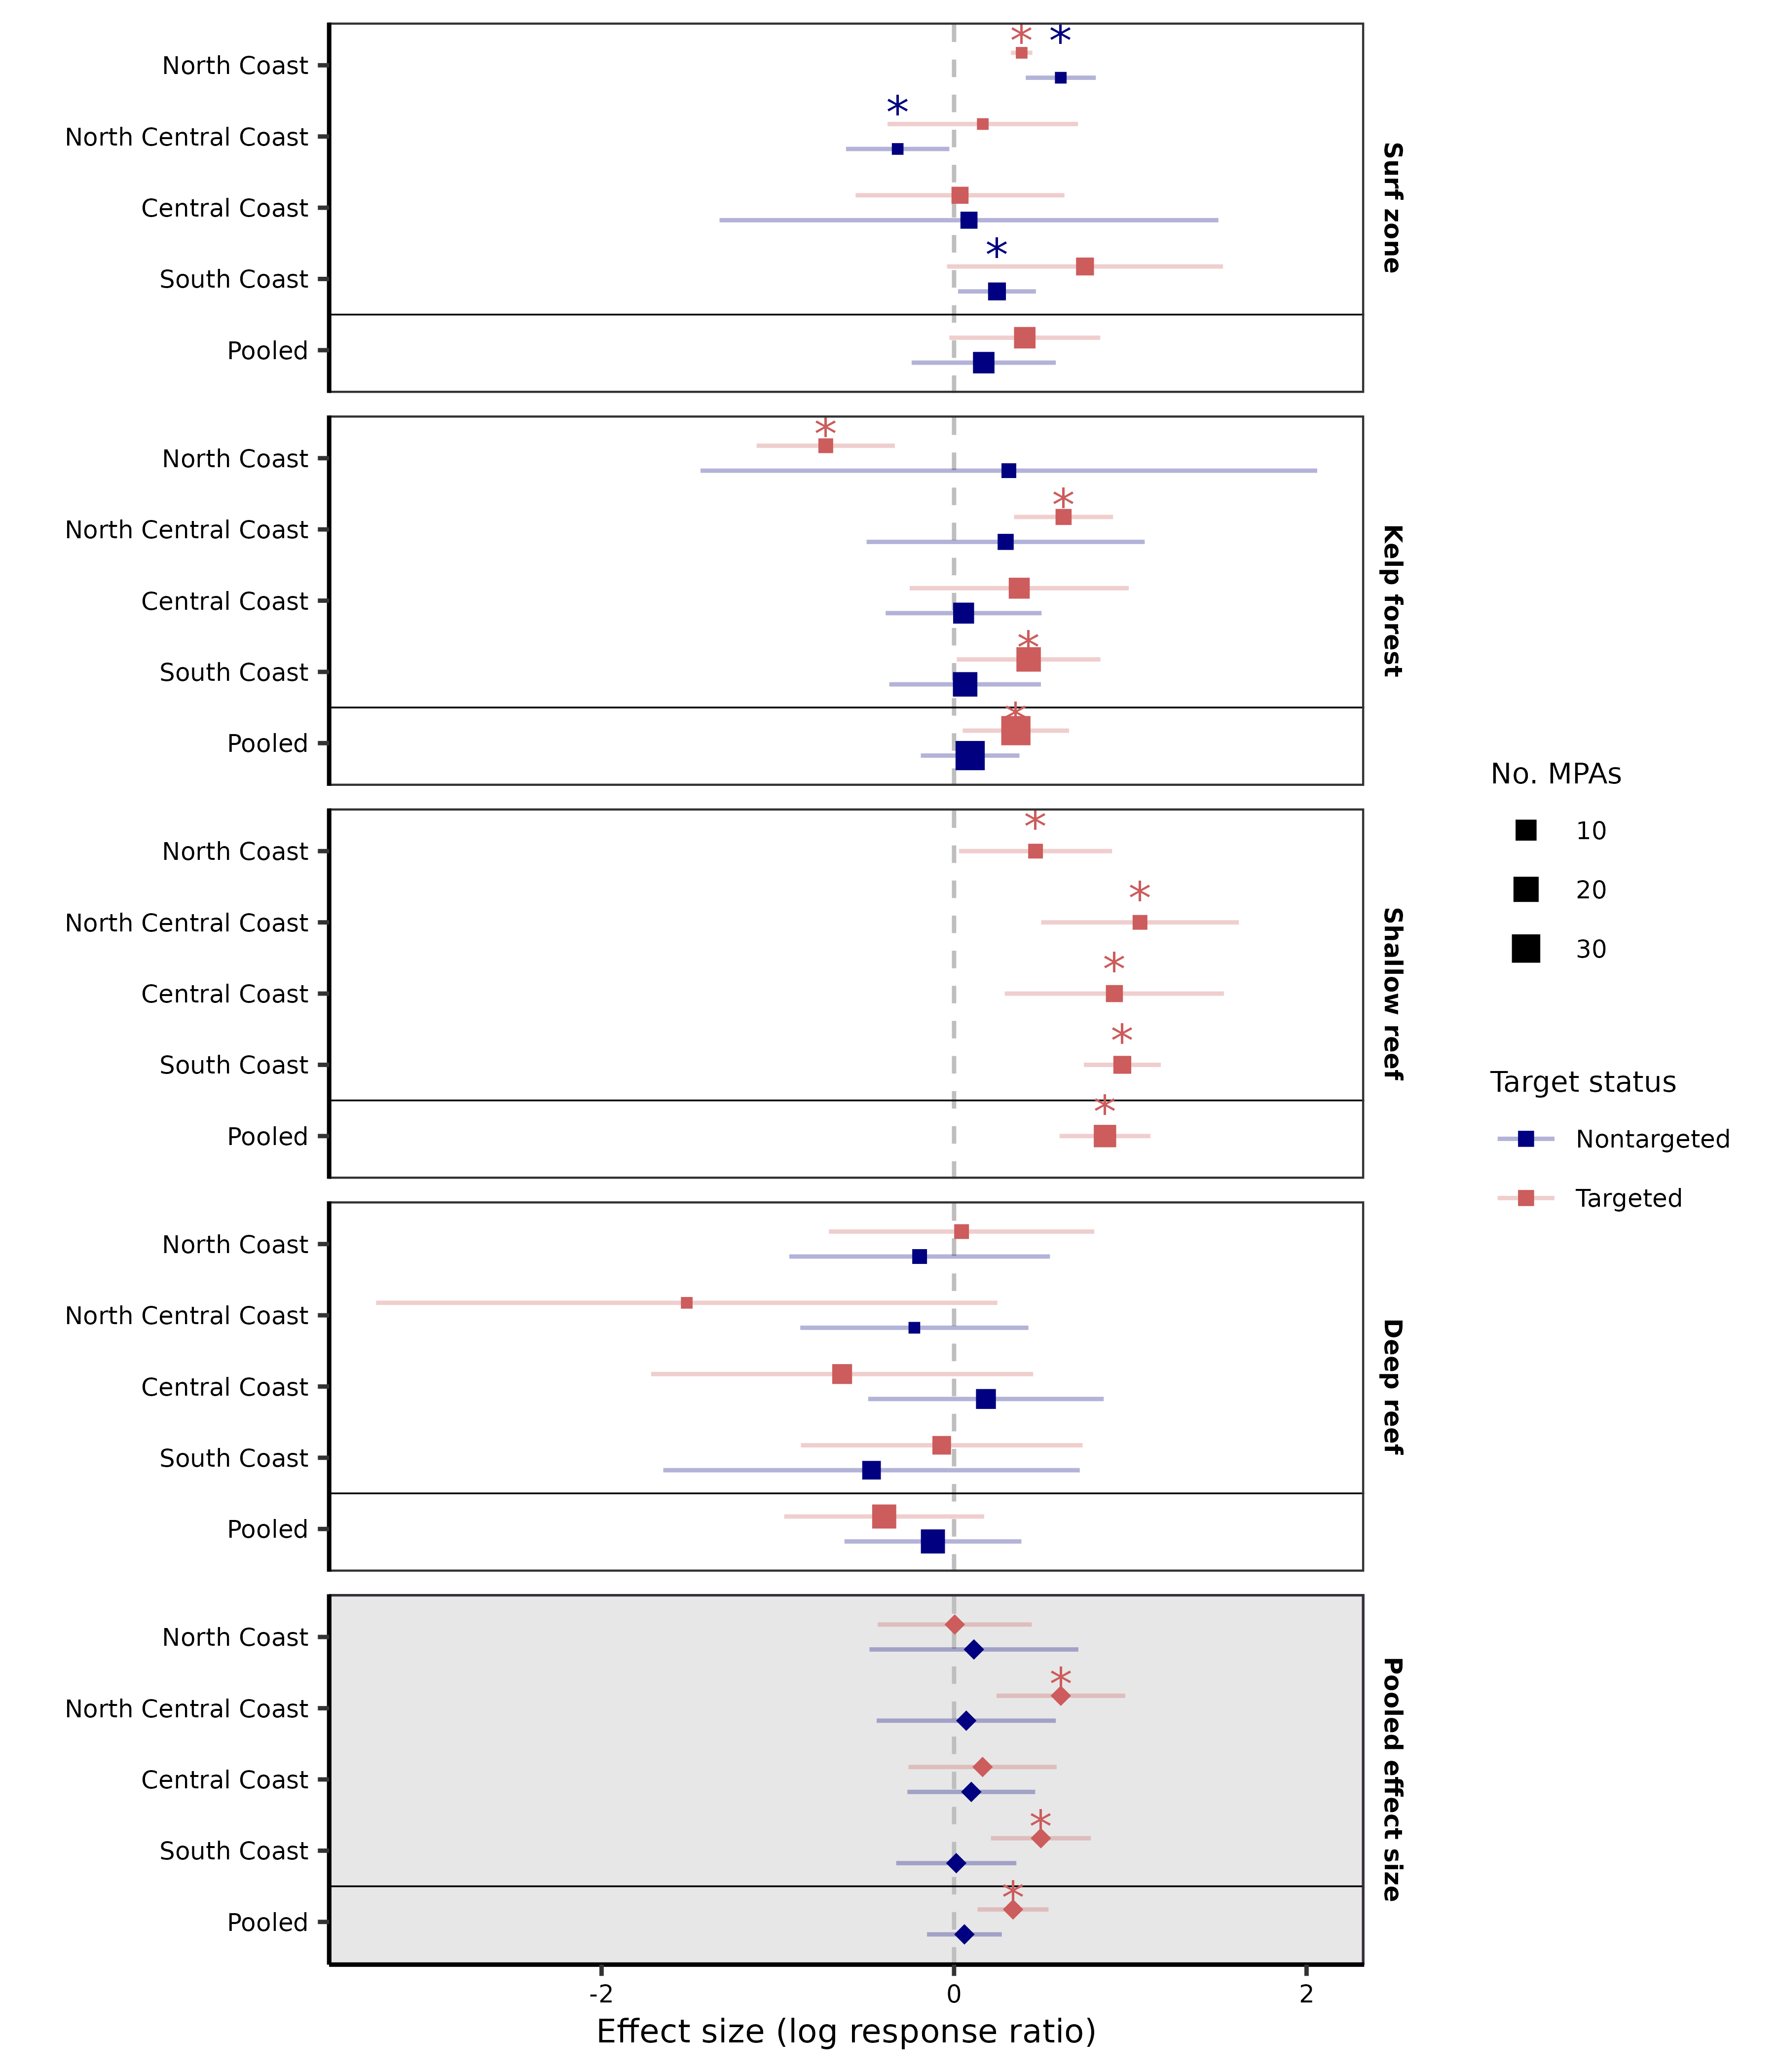 North Coast
North Central Coast
Central Coast
South Coast
Pooled
Surf zone
North Coast
North Central Coast
Central Coast
South Coast
Pooled
Kelp forest
North Coast
North Central Coast
Central Coast
South Coast
Pooled
Shallow reef
North Coast
North Central Coast
Central Coast
South Coast
Pooled
Deep reef
North Coast
North Central Coast
Central Coast
South Coast
Pooled
Pooled effect size
-2 0 2
Effect size (log response ratio)
No. MPAs
10
20
30
Target status
Nontargeted
Targeted